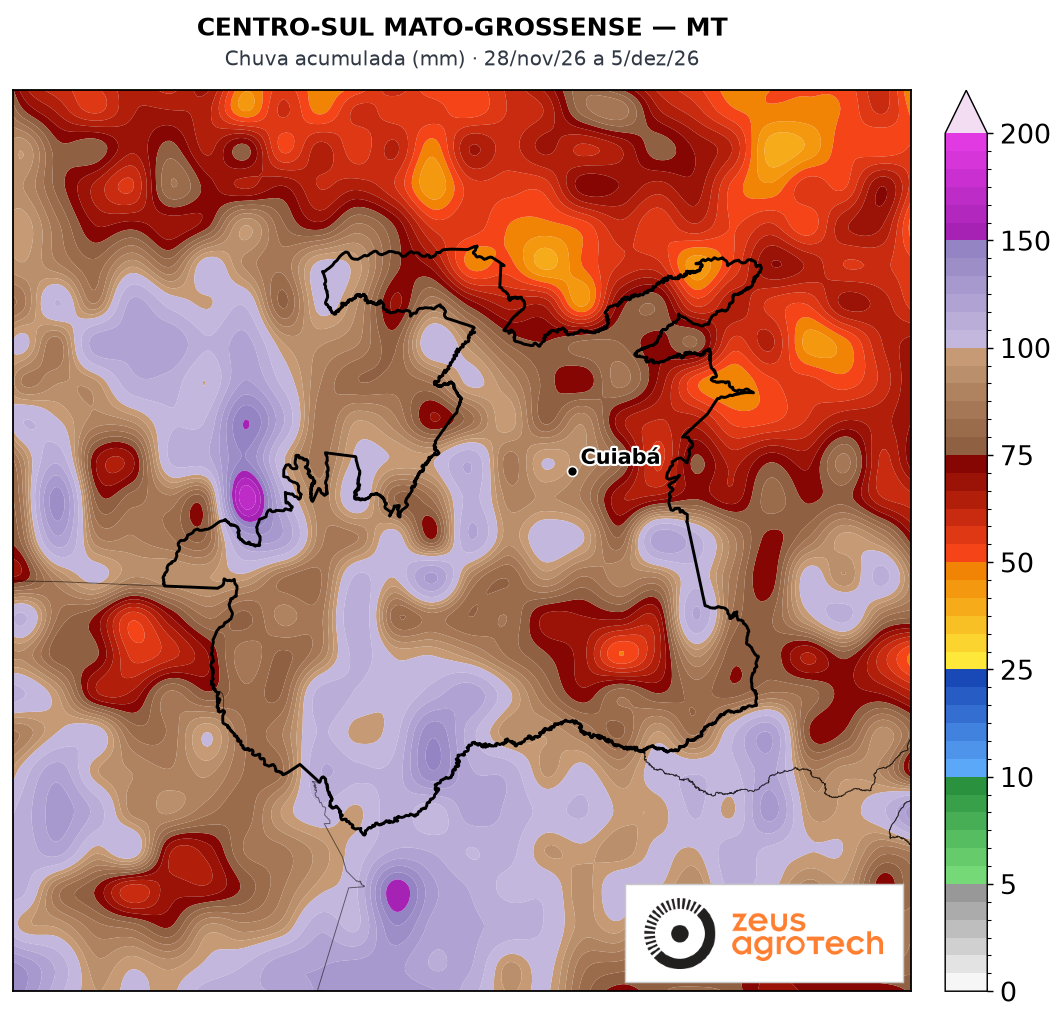 CENTRO-SUL MATO-GROSSENSE — MT
Chuva acumulada (mm) · 28/nov/26 a 5/dez/26
Cuiabá
200
150
100
75
50
25
10
5
0
zeus
agrotech